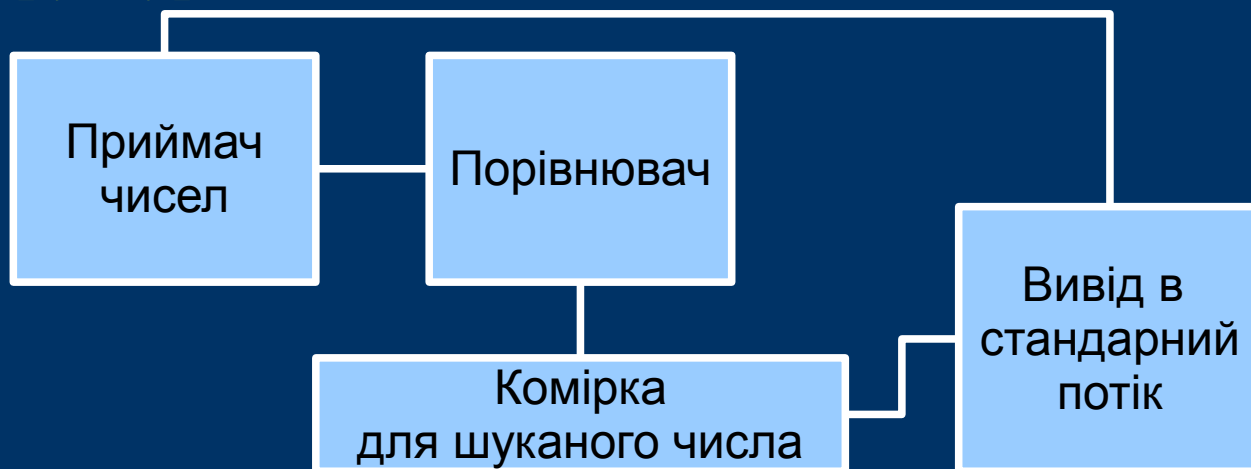 Приймач
чисел
Порівнювач
Вивід в
стандарний
потік
Комірка
для шуканого числа